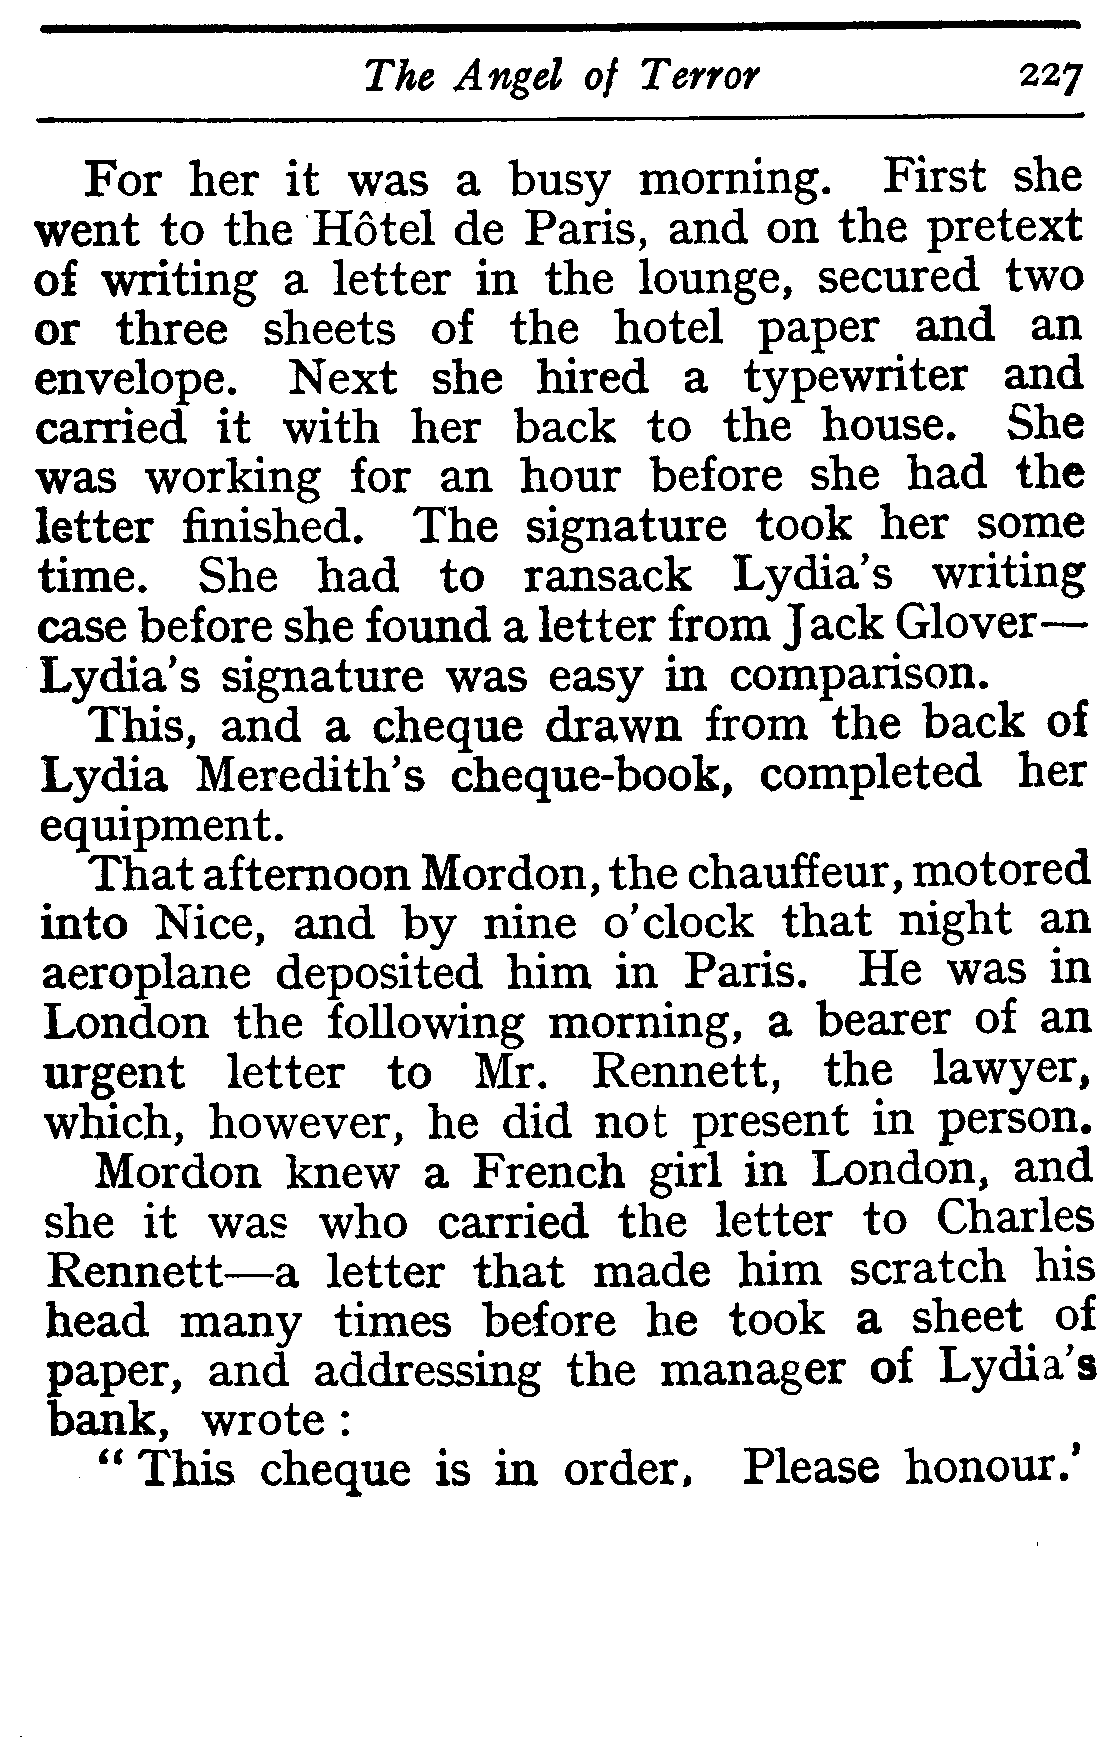 The Angel of Terror 227
For her it was a busy morning. First she
went to the Hôtel de Paris, and on the pretext
of writing a letter in the lounge, secured two
or three sheets of the hotel paper and an
envelope. Next she hired a typewriter and
carried it with her back to the house. She
was working for an hour before she had the
letter finished. The signature took her some
time. She had to ransack Lydia's writing
case before she found a letter from Jack Glover—
Lydia's signature was easy in comparison.
This, and a cheque drawn from the back of
Lydia Meredith's cheque-book, completed her
equipment.
That afternoon Mordon, the chauffeur, motored
into Nice, and by nine o'clock that night an
aeroplane deposited him in Paris. He was in
London the following morning, a bearer of an
urgent letter to Mr. Rennett, the lawyer,
which, however, he did not present in person.
Mordon knew a French girl in London, and
she it was who carried the letter to Charles
Rennett—a letter that made him scratch his
head many times before he took a sheet of
paper, and addressing the manager of Lydia's
bank, wrote :
“ This cheque is in order. Please honour.’